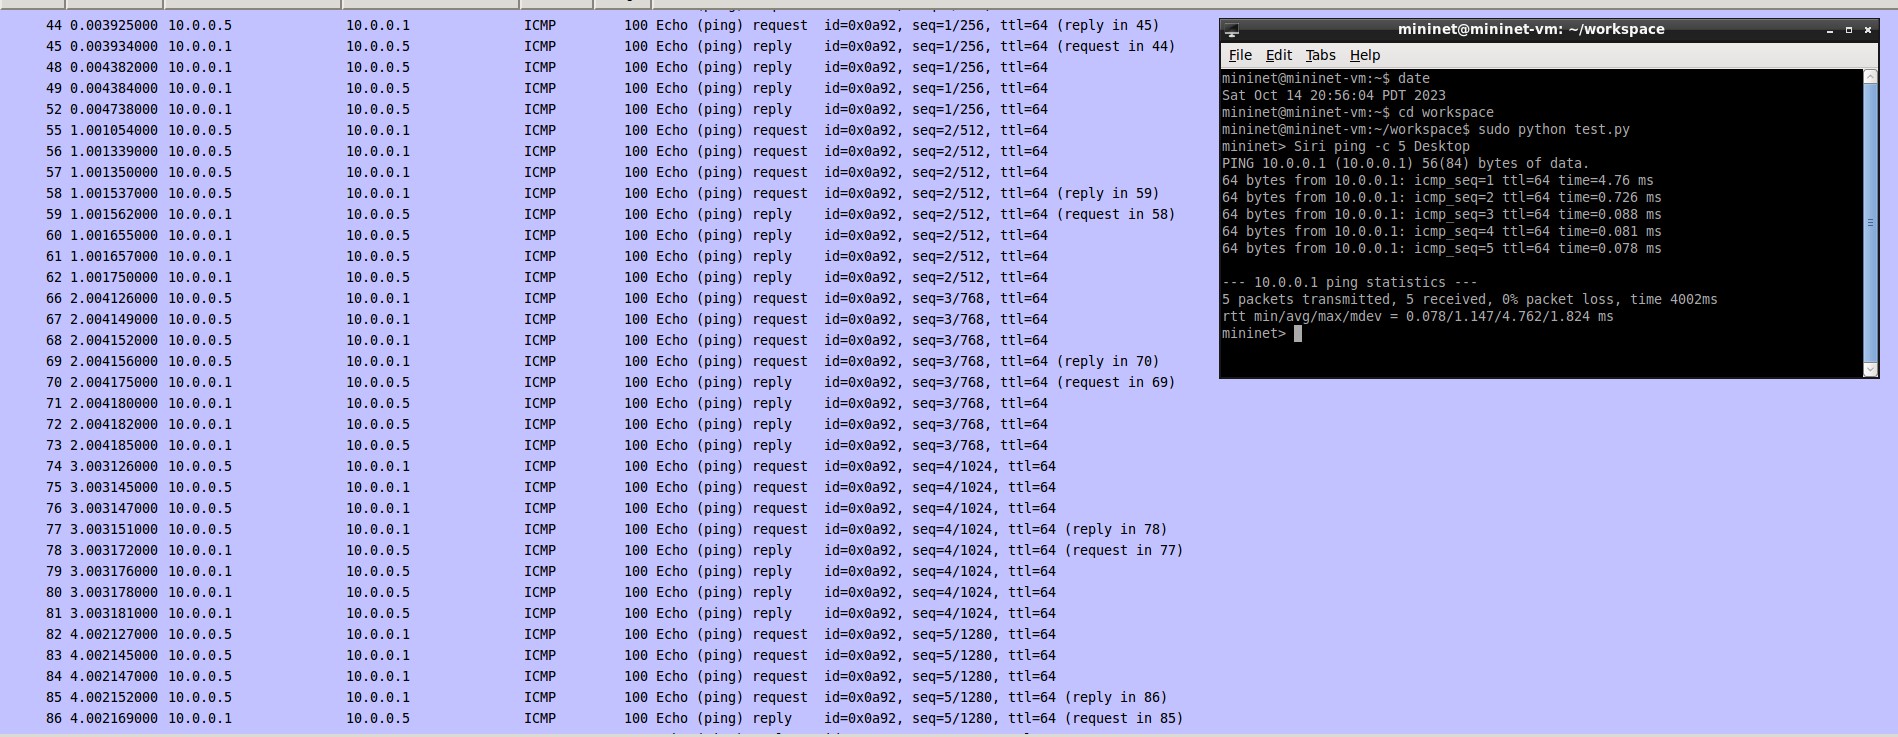 44 0.003925000 10.0.0.5 10.0.0.1 ICMP 100 Echo (ping) request id=0x0a92, seq=1/256, ttl=64 (reply in 45)
45 0.003934000 10.0.0.1 10.0.0.5 ICMP 100 Echo (ping) reply id=0x0a92, seq=1/256, ttl=64 (request in 44)
48 0.004382000 10.0.0.1 10.0.0.5 ICMP 100 Echo (ping) reply id=0x0a92, seq=1/256, ttl=64
49 0.004384000 10.0.0.1 10.0.0.5 ICMP 100 Echo (ping) reply id=0x0a92, seq=1/256, ttl=64
52 0.004738000 10.0.0.1 10.0.0.5 ICMP 100 Echo (ping) reply id=0x0a92, seq=1/256, ttl=64
55 1.001054000 10.0.0.5 10.0.0.1 ICMP 100 Echo (ping) request id=0x0a92, seq=2/512, ttl=64
56 1.001339000 10.0.0.5 10.0.0.1 ICMP 100 Echo (ping) request id=0x0a92, seq=2/512, ttl=64
57 1.001350000 10.0.0.5 10.0.0.1 ICMP 100 Echo (ping) request id=0x0a92, seq=2/512, ttl=64
58 1.001537000 10.0.0.5 10.0.0.1 ICMP 100 Echo (ping) request id=0x0a92, seq=2/512, ttl=64 (reply in 59)
59 1.001562000 10.0.0.1 10.0.0.5 ICMP 100 Echo (ping) reply id=0x0a92, seq=2/512, ttl=64 (request in 58)
60 1.001655000 10.0.0.1 10.0.0.5 ICMP 100 Echo (ping) reply id=0x0a92, seq=2/512, ttl=64
61 1.001657000 10.0.0.1 10.0.0.5 ICMP 100 Echo (ping) reply id=0x0a92, seq=2/512, ttl=64
62 1.001750000 10.0.0.1 10.0.0.5 ICMP 100 Echo (ping) reply id=0x0a92, seq=2/512, ttl=64
66 2.004126000 10.0.0.5 10.0.0.1 ICMP 100 Echo (ping) request id=0x0a92, seq=3/768, ttl=64
67 2.004149000 10.0.0.5 10.0.0.1 ICMP 100 Echo (ping) request id=0x0a92, seq=3/768, ttl=64
68 2.004152000 10.0.0.5 10.0.0.1 ICMP 100 Echo (ping) request id=0x0a92, seq=3/768, ttl=64
69 2.004156000 10.0.0.5 10.0.0.1 ICMP 100 Echo (ping) request id=0x0a92, seq=3/768, ttl=64 (reply in 70)
70 2.004175000 10.0.0.1 10.0.0.5 ICMP 100 Echo (ping) reply id=0x0a92, seq=3/768, ttl=64 (request in 69)
71 2.004180000 10.0.0.1 10.0.0.5 ICMP 100 Echo (ping) reply id=0x0a92, seq=3/768, ttl=64
72 2.004182000 10.0.0.1 10.0.0.5 ICMP 100 Echo (ping) reply id=0x0a92, seq=3/768, ttl=64
73 2.004185000 10.0.0.1 10.0.0.5 ICMP 100 Echo (ping) reply id=0x0a92, seq=3/768, ttl=64
74 3.003126000 10.0.0.5 10.0.0.1 ICMP 100 Echo (ping) request id=0x0a92, seq=4/1024, ttl=64
75 3.003145000 10.0.0.5 10.0.0.1 ICMP 100 Echo (ping) request id=0x0a92, seq=4/1024, ttl=64
76 3.003147000 10.0.0.5 10.0.0.1 ICMP 100 Echo (ping) request id=0x0a92, seq=4/1024, ttl=64
77 3.003151000 10.0.0.5 10.0.0.1 ICMP 100 Echo (ping) request id=0x0a92, seq=4/1024, ttl=64 (reply in 78)
78 3.003172000 10.0.0.1 10.0.0.5 ICMP 100 Echo (ping) reply id=0x0a92, seq=4/1024, ttl=64 (request in 77)
79 3.003176000 10.0.0.1 10.0.0.5 ICMP 100 Echo (ping) reply id=0x0a92, seq=4/1024, ttl=64
80 3.003178000 10.0.0.1 10.0.0.5 ICMP 100 Echo (ping) reply id=0x0a92, seq=4/1024, ttl=64
81 3.003181000 10.0.0.1 10.0.0.5 ICMP 100 Echo (ping) reply id=0x0a92, seq=4/1024, ttl=64
82 4.002127000 10.0.0.5 10.0.0.1 ICMP 100 Echo (ping) request id=0x0a92, seq=5/1280, ttl=64
83 4.002145000 10.0.0.5 10.0.0.1 ICMP 100 Echo (ping) request id=0x0a92, seq=5/1280, ttl=64
84 4.002147000 10.0.0.5 10.0.0.1 ICMP 100 Echo (ping) request id=0x0a92, seq=5/1280, ttl=64
85 4.002152000 10.0.0.5 10.0.0.1 ICMP 100 Echo (ping) request id=0x0a92, seq=5/1280, ttl=64 (reply in 86)
86 4.002169000 10.0.0.1 10.0.0.5 ICMP 100 Echo (ping) reply id=0x0a92, seq=5/1280, ttl=64 (request in 85)
mininet@mininet-vm: ~/workspace
File Edit Tabs Help
mininet@mininet-vm:~$ date
Sat Oct 14 20:56:04 PDT 2023
mininet@mininet-vm:~$ cd workspace
mininet@mininet-vm:~/workspace$ sudo python test.py
mininet> Siri ping -c 5 Desktop
PING 10.0.0.1 (10.0.0.1) 56(84) bytes of data.
64 bytes from 10.0.0.1: icmp_seq=1 ttl=64 time=4.76 ms
64 bytes from 10.0.0.1: icmp_seq=2 ttl=64 time=0.726 ms
64 bytes from 10.0.0.1: icmp_seq=3 ttl=64 time=0.088 ms
64 bytes from 10.0.0.1: icmp_seq=4 ttl=64 time=0.081 ms
64 bytes from 10.0.0.1: icmp_seq=5 ttl=64 time=0.078 ms
--- 10.0.0.1 ping statistics ---
5 packets transmitted, 5 received, 0% packet loss, time 4002ms
rtt min/avg/max/mdev = 0.078/1.147/4.762/1.824 ms
mininet>